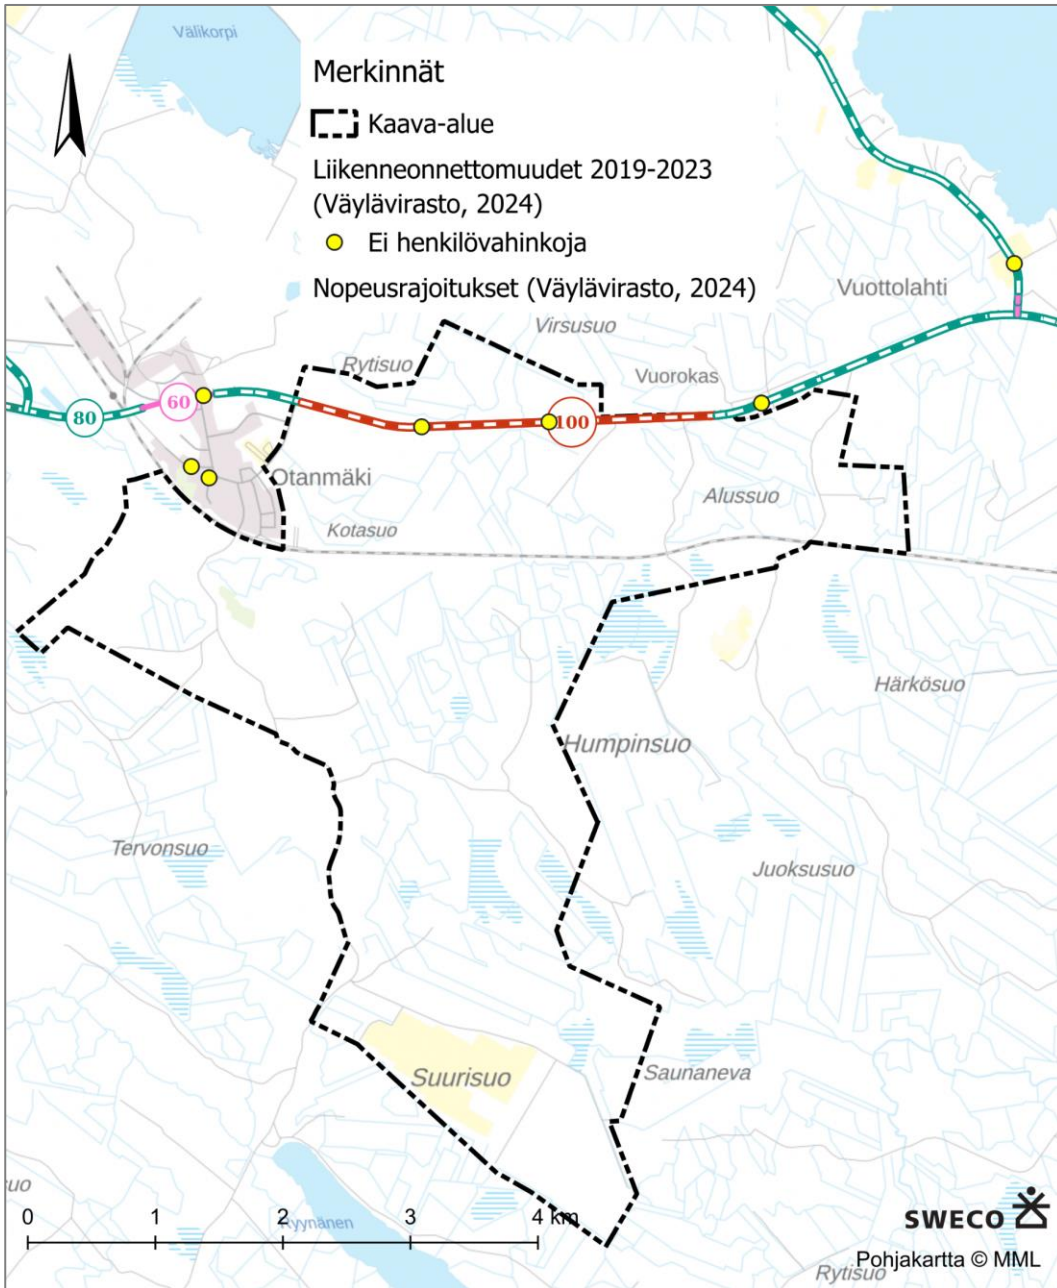 Välikorpi
Merkinnät
Kaava-alue
Liikenneonnettomuudet 2019-2023
(Väylävirasto, 2024)
Ei henkilövahinkoja
Nopeusrajoitukset (Väylävirasto, 2024)
Vuottolahti
Virsusuo
Rytisuo
Vuorokas
60
80
100
Otanmäki
Alussuo
Kotasuo
Härkösuo
Humpinsuo
Tervonsuo
Juoksusuo
Suurisuo
Saunaneva
uo
0 1 2 3 4 km
Kyynänen
SWECO
Pohjakartta © MML
Rytisuo